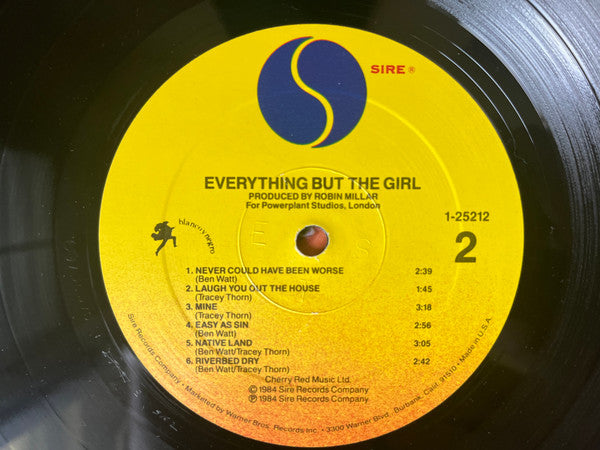 SIRE ®
EVERYTHING BUT THE GIRL
PRODUCED BY ROBIN MILLAR
For Powerplant Studios, London
1-25212
2
blanco y negro
1. NEVER COULD HAVE BEEN WORSE 2:39
(Ben Watt)
2. LAUGH YOU OUT THE HOUSE 1:45
(Tracey Thorn)
3. MINE 3:18
(Tracey Thorn)
4. EASY AS SIN 2:56
(Ben Watt)
5. NATIVE LAND 3:05
(Ben Watt/Tracey Thorn)
6. RIVERBED DRY 2:42
(Ben Watt/Tracey Thorn)
Cherry Red Music Ltd.
© 1984 Sire Records Company
℗ 1984 Sire Records Company
Sire Records Company • Marketed by Warner Bros. Records Inc. • 3300 Warner Blvd., Burbank, Calif. 91510 • Made in U.S.A.